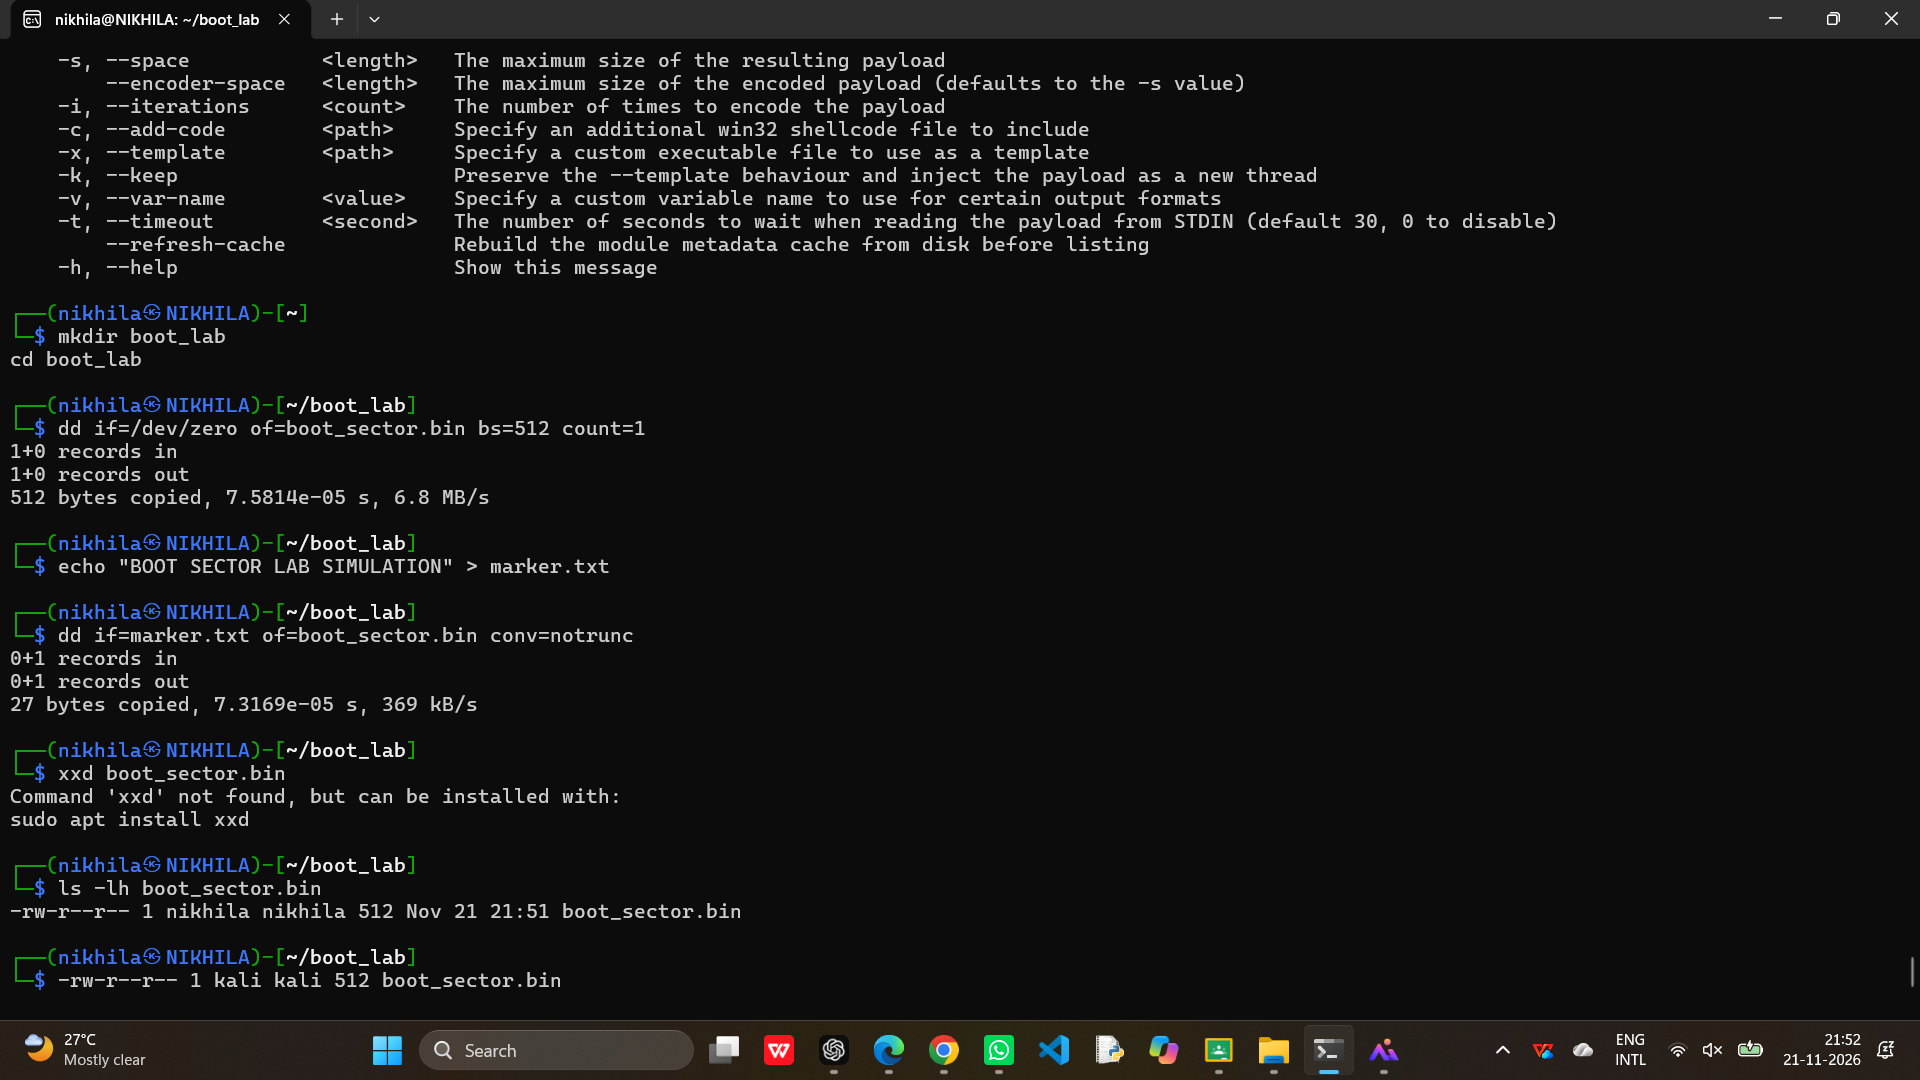 nikhila@NIKHILA: ~/boot_lab
-s, --space <length> The maximum size of the resulting payload
--encoder-space <length> The maximum size of the encoded payload (defaults to the -s value)
-i, --iterations <count> The number of times to encode the payload
-c, --add-code <path> Specify an additional win32 shellcode file to include
-x, --template <path> Specify a custom executable file to use as a template
-k, --keep Preserve the --template behaviour and inject the payload as a new thread
-v, --var-name <value> Specify a custom variable name to use for certain output formats
-t, --timeout <second> The number of seconds to wait when reading the payload from STDIN (default 30, 0 to disable)
--refresh-cache Rebuild the module metadata cache from disk before listing
-h, --help Show this message
┌──(nikhila㉿NIKHILA)-[~]
└─$ mkdir boot_lab
cd boot_lab
┌──(nikhila㉿NIKHILA)-[~/boot_lab]
└─$ dd if=/dev/zero of=boot_sector.bin bs=512 count=1
1+0 records in
1+0 records out
512 bytes copied, 7.5814e-05 s, 6.8 MB/s
┌──(nikhila㉿NIKHILA)-[~/boot_lab]
└─$ echo "BOOT SECTOR LAB SIMULATION" > marker.txt
┌──(nikhila㉿NIKHILA)-[~/boot_lab]
└─$ dd if=marker.txt of=boot_sector.bin conv=notrunc
0+1 records in
0+1 records out
27 bytes copied, 7.3169e-05 s, 369 kB/s
┌──(nikhila㉿NIKHILA)-[~/boot_lab]
└─$ xxd boot_sector.bin
Command 'xxd' not found, but can be installed with:
sudo apt install xxd
┌──(nikhila㉿NIKHILA)-[~/boot_lab]
└─$ ls -lh boot_sector.bin
-rw-r--r-- 1 nikhila nikhila 512 Nov 21 21:51 boot_sector.bin
┌──(nikhila㉿NIKHILA)-[~/boot_lab]
└─$ -rw-r--r-- 1 kali kali 512 boot_sector.bin
27°C
Mostly clear
Search
ENG
INTL
21:52
21-11-2026